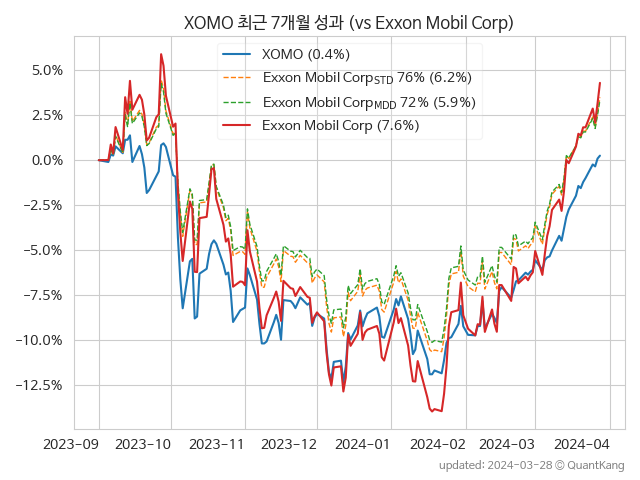 XOMO 최근 7개월 성과 (vs Exxon Mobil Corp)
XOMO (0.4%)
Exxon Mobil CorpSTD 76% (6.2%)
Exxon Mobil CorpMDD 72% (5.9%)
Exxon Mobil Corp (7.6%)
5.0%
2.5%
0.0%
−2.5%
−5.0%
−7.5%
−10.0%
−12.5%
2023-09 2023-10 2023-11 2023-12 2024-01 2024-02 2024-03 2024-04
updated: 2024-03-28 © QuantKang